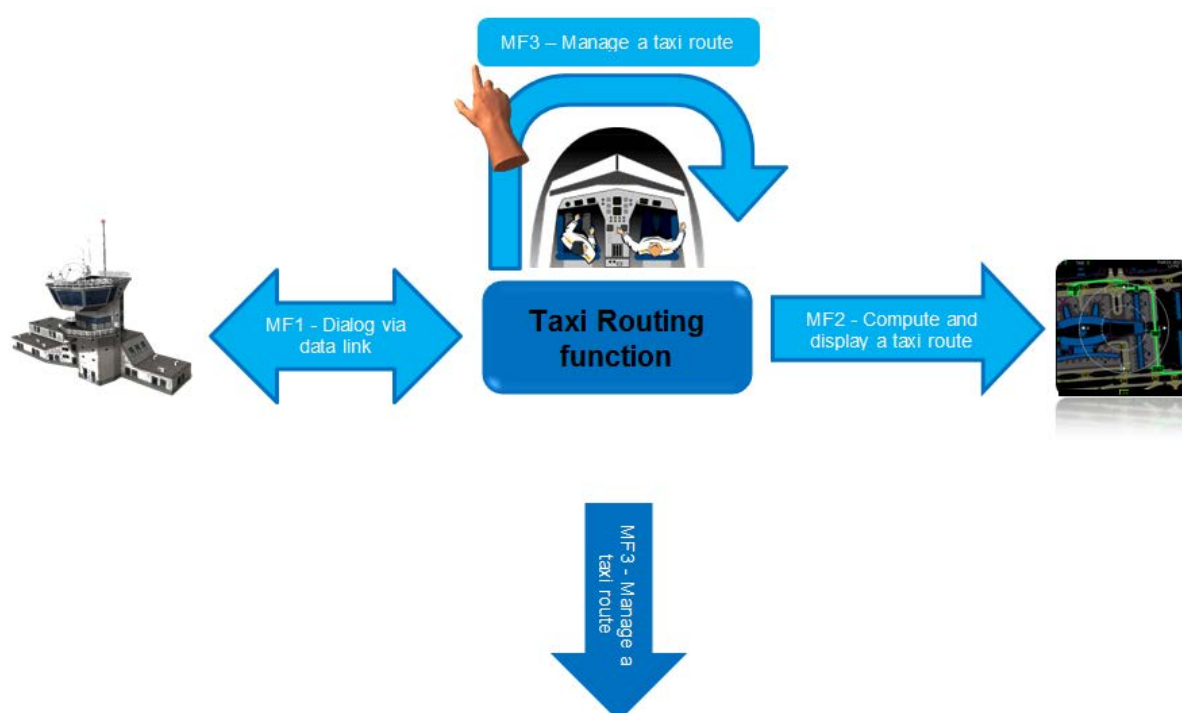 MF3 – Manage a taxi route
MF1 - Dialog via
data link
Taxi Routing
function
MF2 - Compute and
display a taxi route
MF3 - Manage a
taxi route